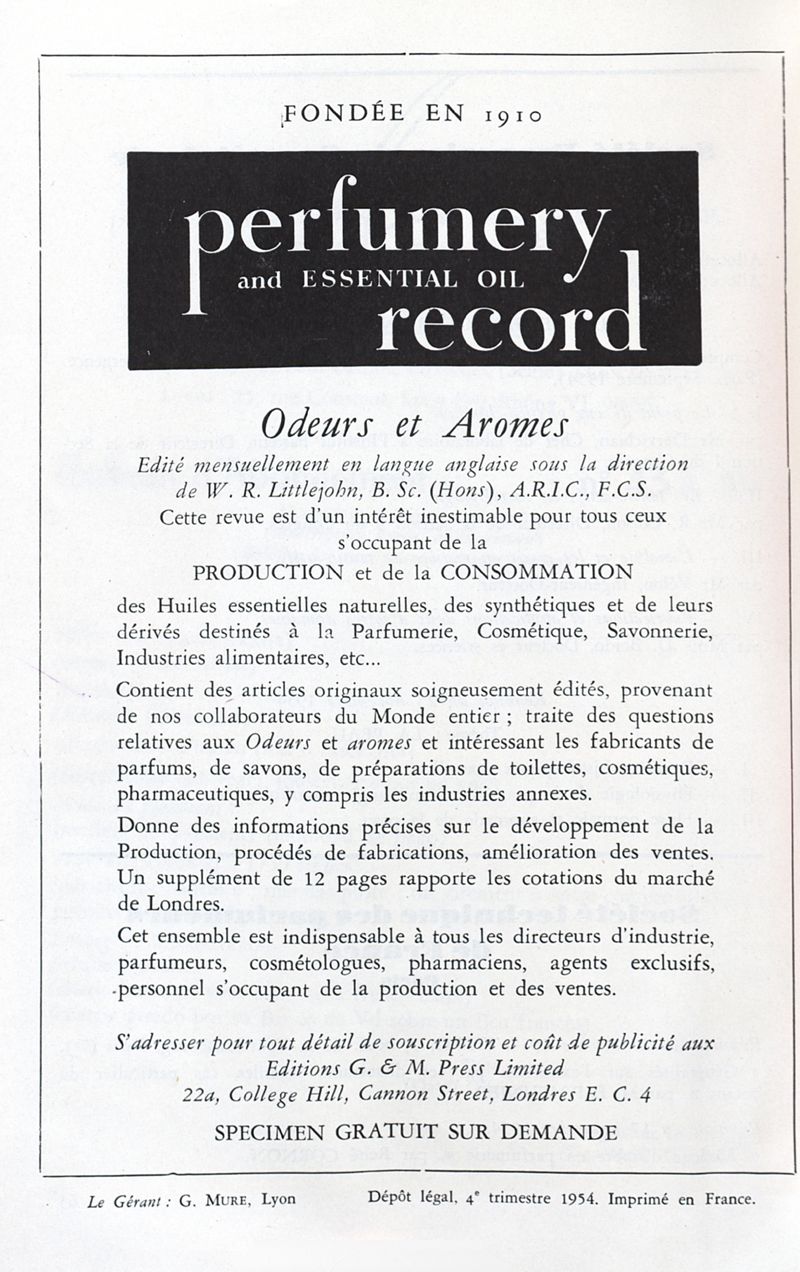 FONDÉE EN 1910
perfumery
and ESSENTIAL OIL
record
Odeurs et Aromes
Edité mensuellement en langue anglaise sous la direction
de W. R. Littlejohn, B. Sc. (Hons), A.R.I.C., F.C.S.
Cette revue est d'un intérêt inestimable pour tous ceux
s'occupant de la
PRODUCTION et de la CONSOMMATION
des Huiles essentielles naturelles, des synthétiques et de leurs
dérivés destinés à la Parfumerie, Cosmétique, Savonnerie,
Industries alimentaires, etc...
Contient des articles originaux soigneusement édités, provenant
de nos collaborateurs du Monde entier ; traite des questions
relatives aux Odeurs et aromes et intéressant les fabricants de
parfums, de savons, de préparations de toilettes, cosmétiques,
pharmaceutiques, y compris les industries annexes.
Donne des informations précises sur le développement de la
Production, procédés de fabrications, amélioration des ventes.
Un supplément de 12 pages rapporte les cotations du marché
de Londres.
Cet ensemble est indispensable à tous les directeurs d'industrie,
parfumeurs, cosmétologues, pharmaciens, agents exclusifs,
personnel s'occupant de la production et des ventes.
S'adresser pour tout détail de souscription et coût de publicité aux
Editions G. & M. Press Limited
22a, College Hill, Cannon Street, Londres E. C. 4
SPECIMEN GRATUIT SUR DEMANDE
Le Gérant : G. MURE, Lyon Dépôt légal, 4e trimestre 1954. Imprimé en France.